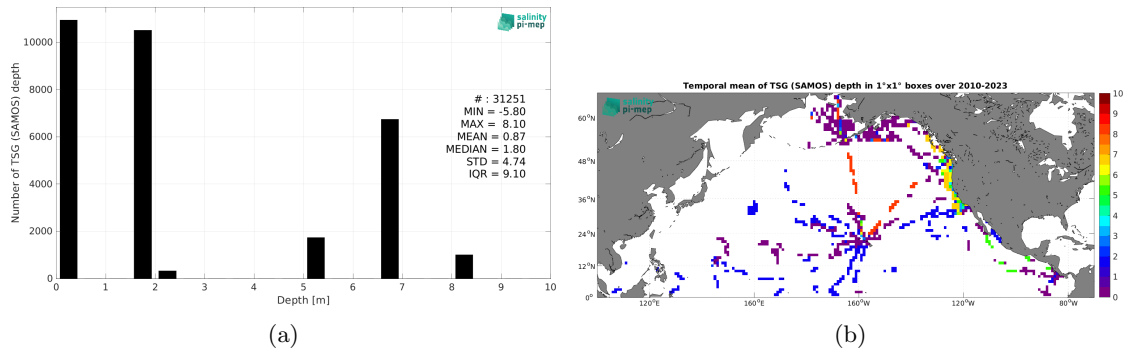 salinity
pi-mep
Number of TSG (SAMOS) depth
10000
8000
6000
4000
2000
0
# : 31251
MIN = -5.80
MAX = 8.10
MEAN = 0.87
MEDIAN = 1.80
STD = 4.74
IQR = 9.10
0 1 2 3 4 5 6 7 8 9 10
Depth [m]
(a)
Temporal mean of TSG (SAMOS) depth in 1°x1° boxes over 2010-2023
salinity
pi-mep
60°N
48°N
36°N
24°N
12°N
0°
120°E 160°E 160°W 120°W 80°W
10
9
8
7
6
5
4
3
2
1
0
(b)